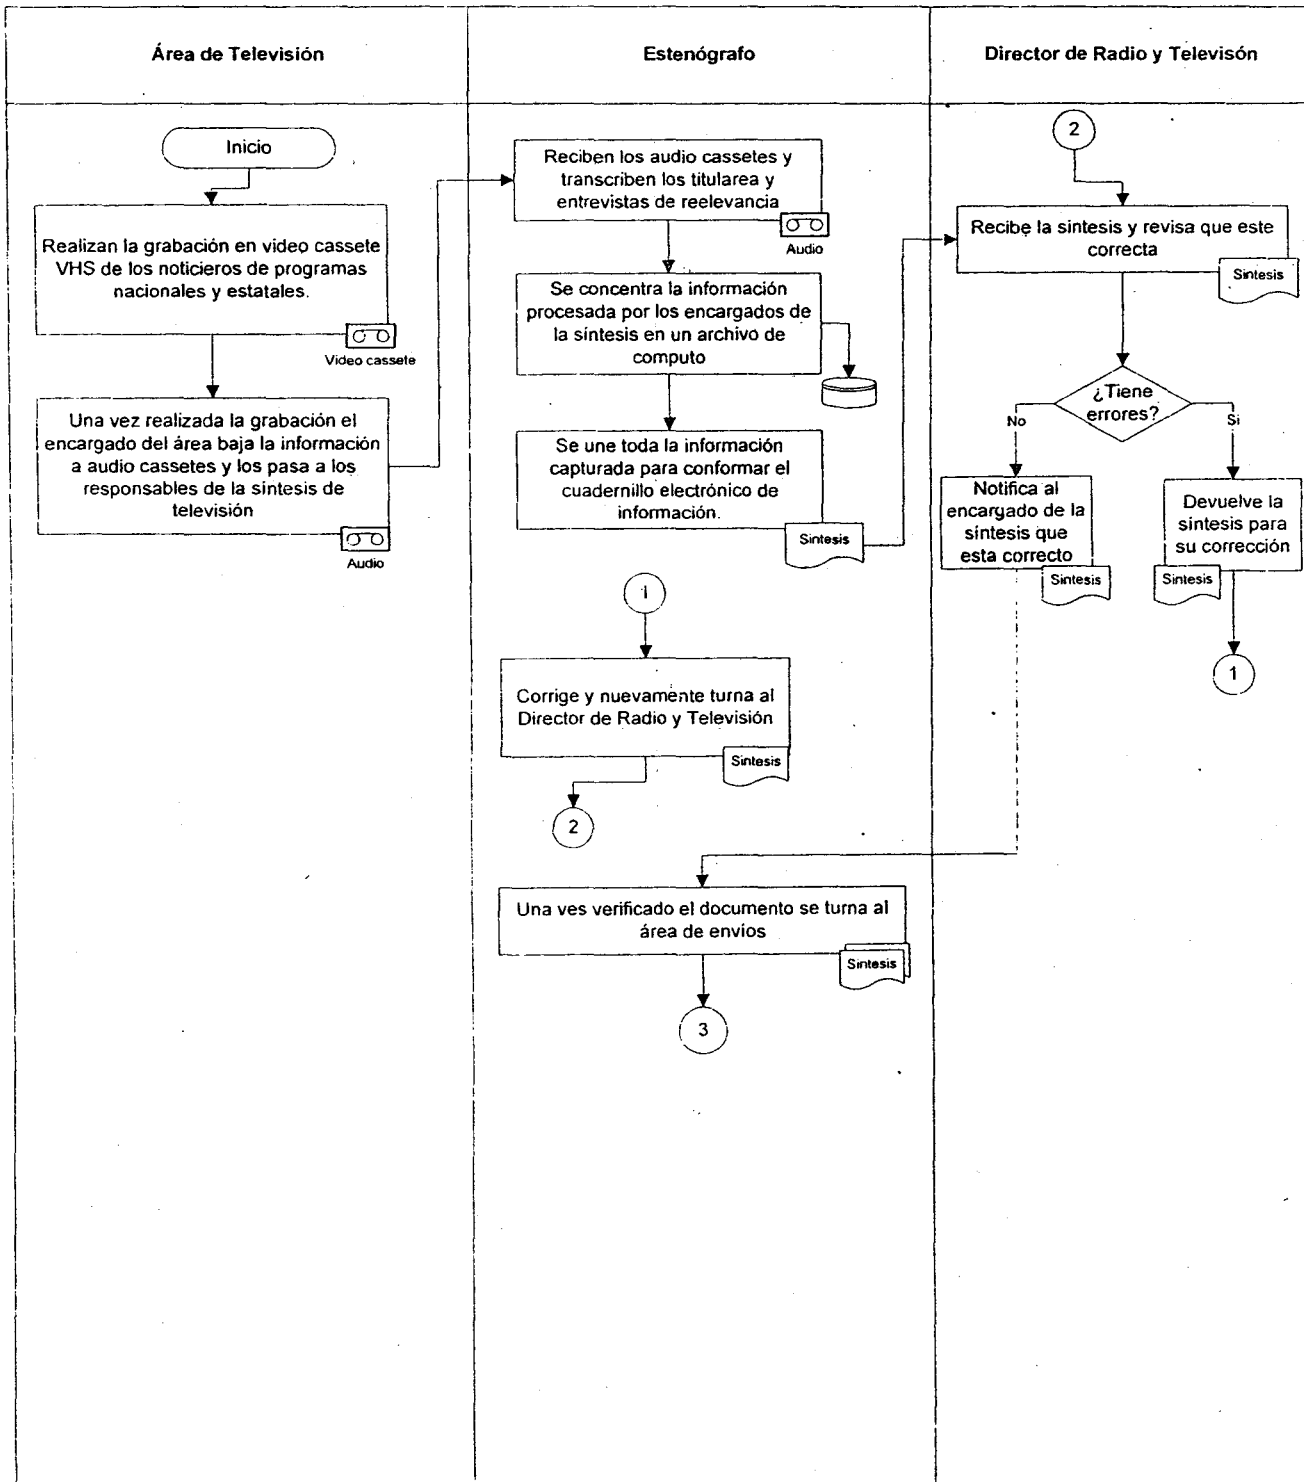 Área de Televisión
Estenógrafo
Director de Radio y Televisón
Inicio
Realizan la grabación en video cassete
VHS de los noticieros de programas
nacionales y estatales.
Video cassete
Una vez realizada la grabación el
encargado del área baja la información
a audio cassetes y los pasa a los
responsables de la síntesis de
televisión
Audio
Reciben los audio cassetes y
transcriben los titularea y
entrevistas de reelevancia
Audio
Se concentra la información
procesada por los encargados de
la síntesis en un archivo de
computo
Se une toda la información
capturada para conformar el
cuadernillo electrónico de
información.
Sintesis
1
Corrige y nuevamente turna al
Director de Radio y Televisión
Sintesis
2
Una ves verificado el documento se turna al
área de envíos
Sintesis
3
2
Recibe la síntesis y revisa que este
correcta
Sintesis
¿Tiene
errores?
No
Si
Notifica al
encargado de la
síntesis que
esta correcto
Sintesis
Devuelve la
síntesis para
su corrección
Sintesis
1